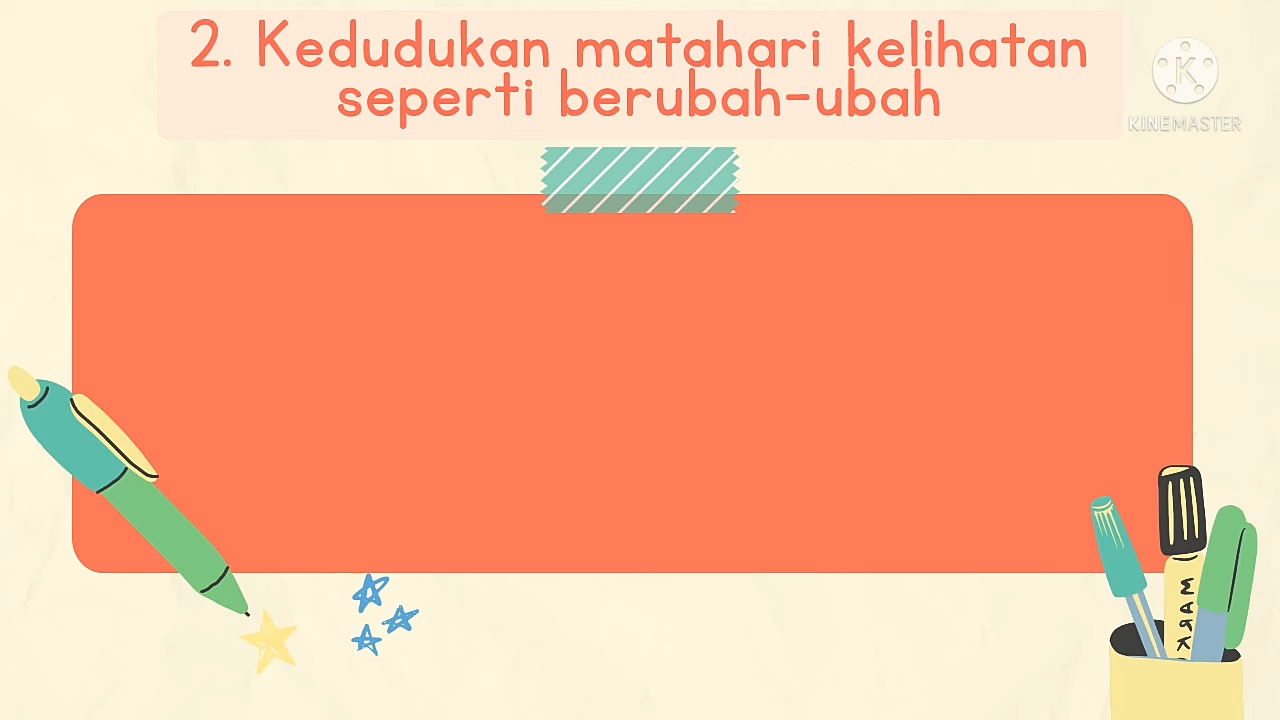 2. Kedudukan matahari kelihatan
seperti berubah-ubah
K
KINEMASTER
MARK